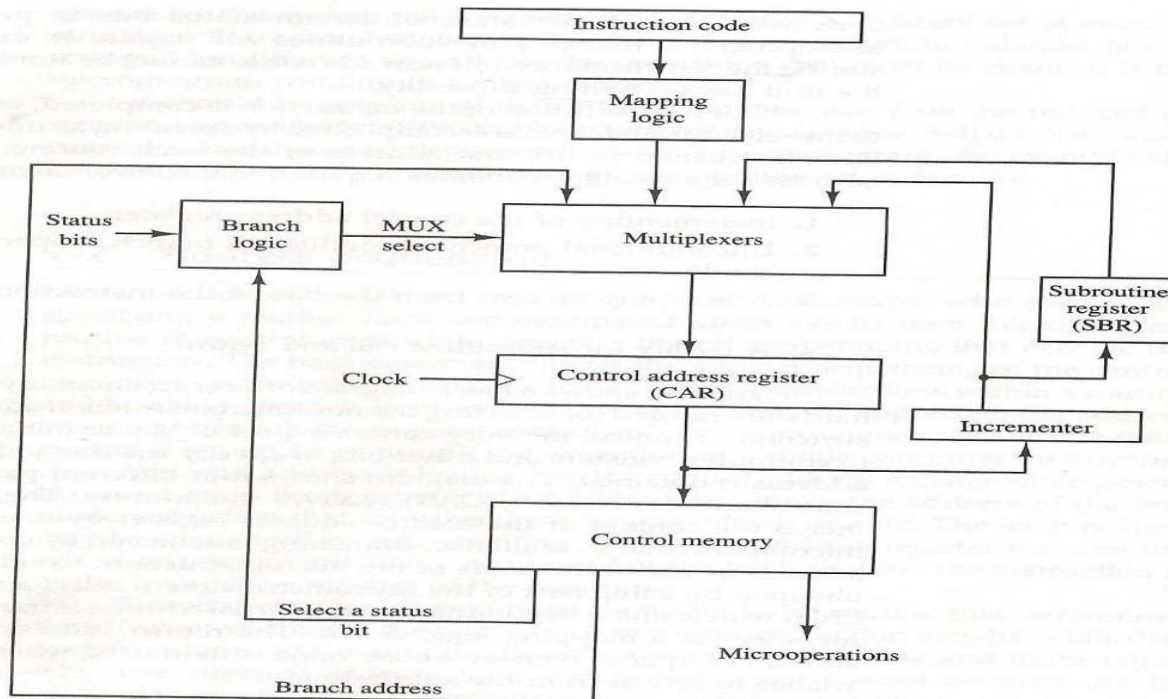 Instruction code
Mapping
logic
Status
bits
Branch
logic
MUX
select
Multiplexers
Subroutine
register
(SBR)
Clock
Control address register
(CAR)
Incrementer
Control memory
Select a status
bit
Microoperations
Branch address